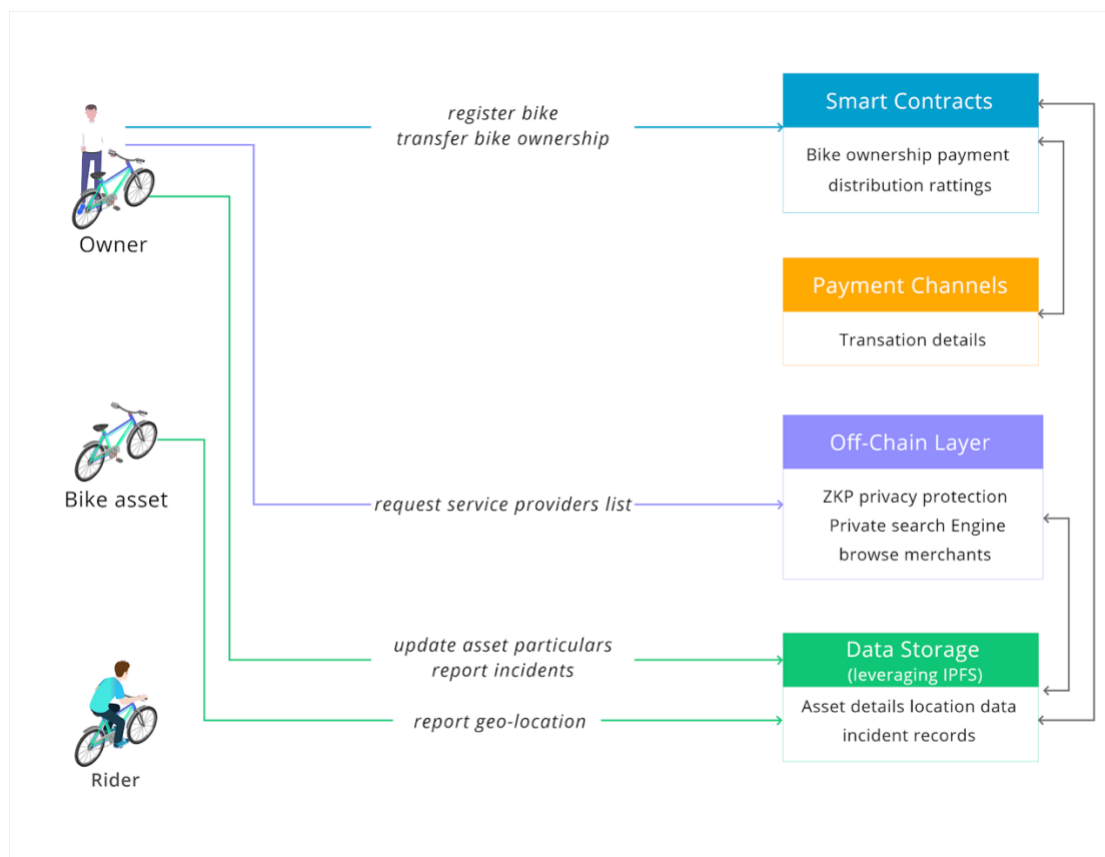 register bike
transfer bike ownership
Owner
Smart Contracts
Bike ownership payment
distribution rattings
Payment Channels
Transation details
Bike asset
request service providers list
Off-Chain Layer
ZKP privacy protection
Private search Engine
browse merchants
update asset particulars
report incidents
report geo-location
Data Storage
(leveraging IPFS)
Asset details location data
incident records
Rider